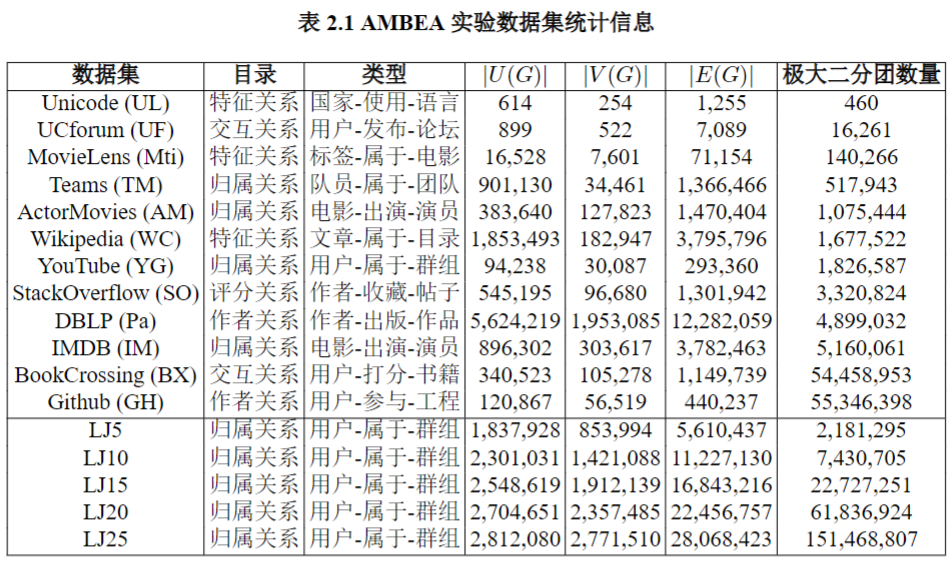 表 2.1 AMBEA 实验数据集统计信息
数据集 目录 类型 |U(G)| |V(G)| |E(G)| 极大二分团数量
Unicode (UL) 特征关系 国家-使用-语言 614 254 1,255 460
UCforum (UF) 交互关系 用户-发布-论坛 899 522 7,089 16,261
MovieLens (Mti) 特征关系 标签-属于-电影 16,528 7,601 71,154 140,266
Teams (TM) 归属关系 队员-属于-团队 901,130 34,461 1,366,466 517,943
ActorMovies (AM) 归属关系 电影-出演-演员 383,640 127,823 1,470,404 1,075,444
Wikipedia (WC) 特征关系 文章-属于-目录 1,853,493 182,947 3,795,796 1,677,522
YouTube (YG) 归属关系 用户-属于-群组 94,238 30,087 293,360 1,826,587
StackOverflow (SO) 评分关系 作者-收藏-帖子 545,195 96,680 1,301,942 3,320,824
DBLP (Pa) 作者关系 作者-出版-作品 5,624,219 1,953,085 12,282,059 4,899,032
IMDB (IM) 归属关系 电影-出演-演员 896,302 303,617 3,782,463 5,160,061
BookCrossing (BX) 交互关系 用户-打分-书籍 340,523 105,278 1,149,739 54,458,953
Github (GH) 作者关系 用户-参与-工程 120,867 56,519 440,237 55,346,398
LJ5 归属关系 用户-属于-群组 1,837,928 853,994 5,610,437 2,181,295
LJ10 归属关系 用户-属于-群组 2,301,031 1,421,088 11,227,130 7,430,705
LJ15 归属关系 用户-属于-群组 2,548,619 1,912,139 16,843,216 22,727,251
LJ20 归属关系 用户-属于-群组 2,704,651 2,357,485 22,456,757 61,836,924
LJ25 归属关系 用户-属于-群组 2,812,080 2,771,510 28,068,423 151,468,807